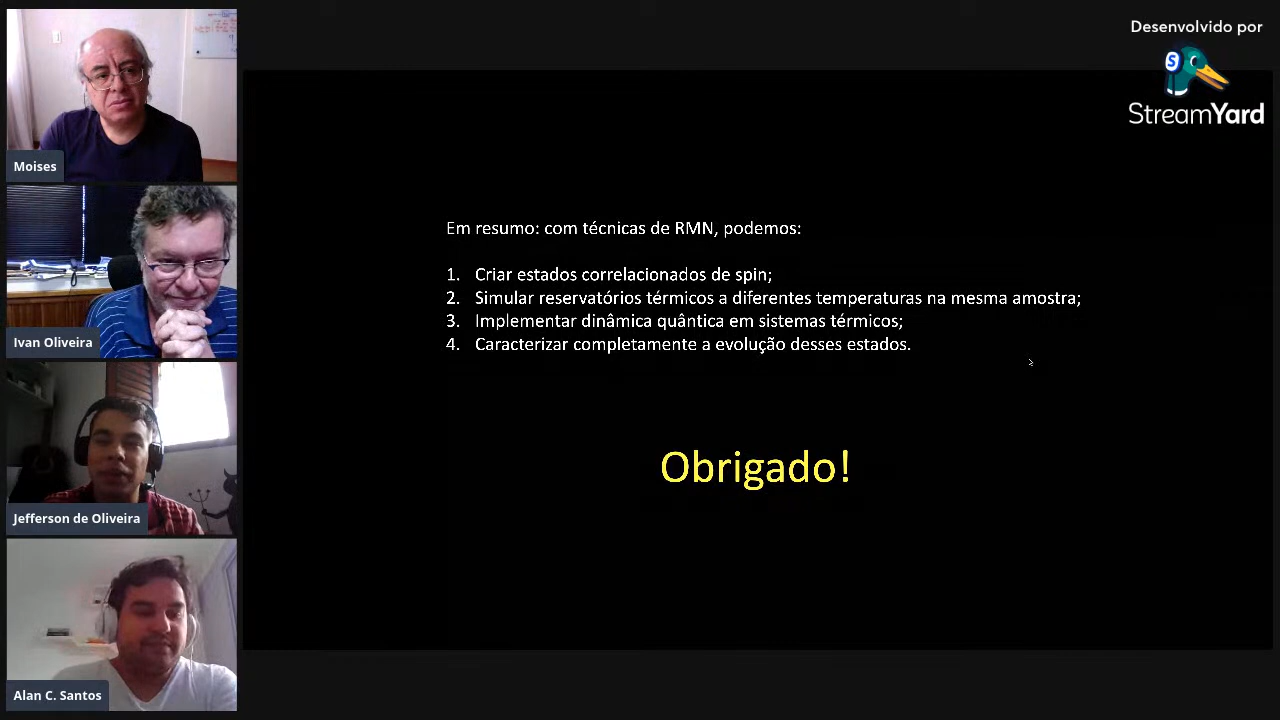 Moises
Ivan Oliveira
Jefferson de Oliveira
Alan C. Santos
Desenvolvido por
S
StreamYard
Em resumo: com técnicas de RMN, podemos:
1. Criar estados correlacionados de spin;
2. Simular reservatórios térmicos a diferentes temperaturas na mesma amostra;
3. Implementar dinâmica quântica em sistemas térmicos;
4. Caracterizar completamente a evolução desses estados.
Obrigado!